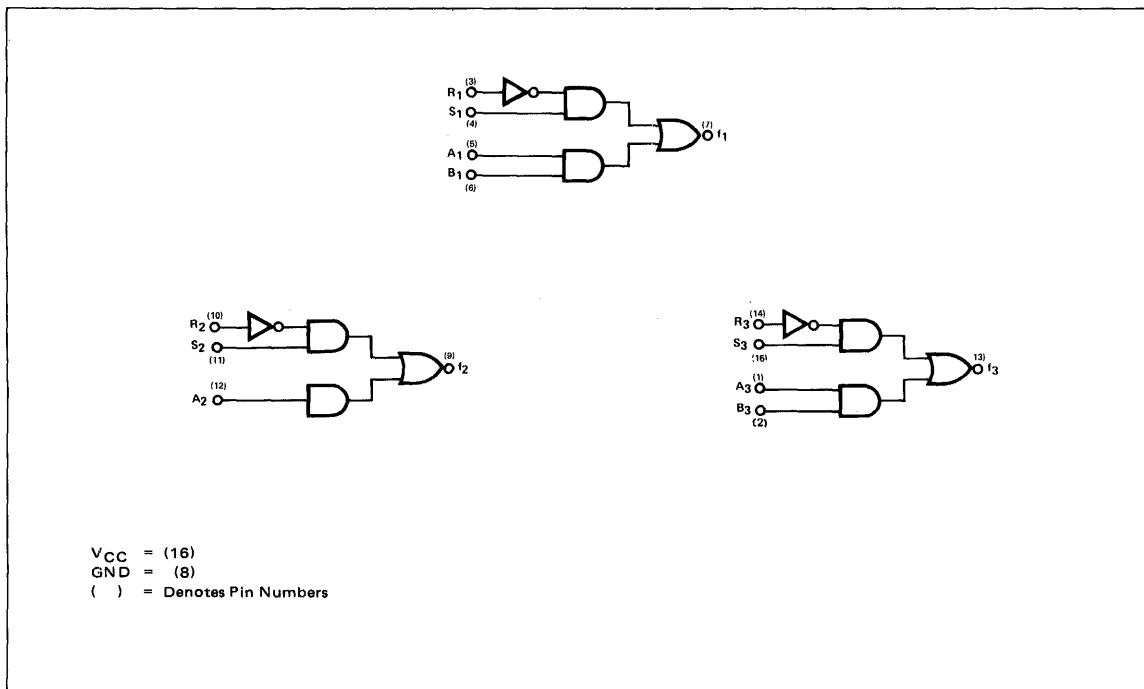 (3)
R1
S1
(4)
(7)
f1
(5)
A1
B1
(6)
(10)
R2
S2
(11)
(9)
f2
(12)
A2
(14)
R3
S3
(16)
13)
f3
(1)
A3
B3
(2)
VCC = (16)
GND = (8)
( ) = Denotes Pin Numbers